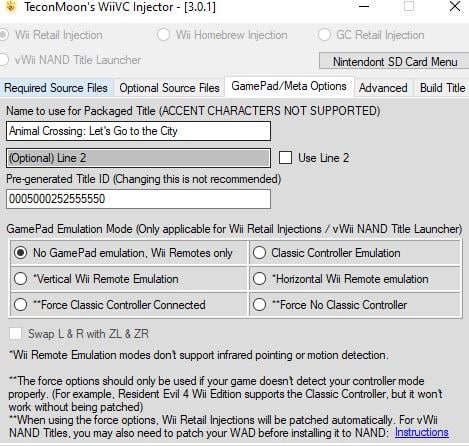 TeconMoon's WiiVC Injector - [3.0.1]
Wii Retail Injection Wii Homebrew Injection GC Retail Injection
vWii NAND Title Launcher Nintendont SD Card Menu
Required Source Files Optional Source Files GamePad/Meta Options Advanced Build Title
Name to use for Packaged Title (ACCENT CHARACTERS NOT SUPPORTED)
Animal Crossing: Let's Go to the City
(Optional) Line 2 Use Line 2
Pre-generated Title ID (Changing this is not recommended)
0005000252555550
GamePad Emulation Mode (Only applicable for Wii Retail Injections / vWii NAND Title Launcher)
No GamePad emulation, Wii Remotes only Classic Controller Emulation
*Vertical Wii Remote Emulation *Horizontal Wii Remote emulation
**Force Classic Controller Connected **Force No Classic Controller
Swap L & R with ZL & ZR
*Wii Remote Emulation modes don't support infrared pointing or motion detection.
**The force options should only be used if your game doesn't detect your controller mode
properly. (For example, Resident Evil 4 Wii Edition supports the Classic Controller, but it won't
work without being patched)
**When using the force options, Wii Retail Injections will be patched automatically. For vWii
NAND Titles, you may also need to patch your WAD before installing it to NAND: Instructions